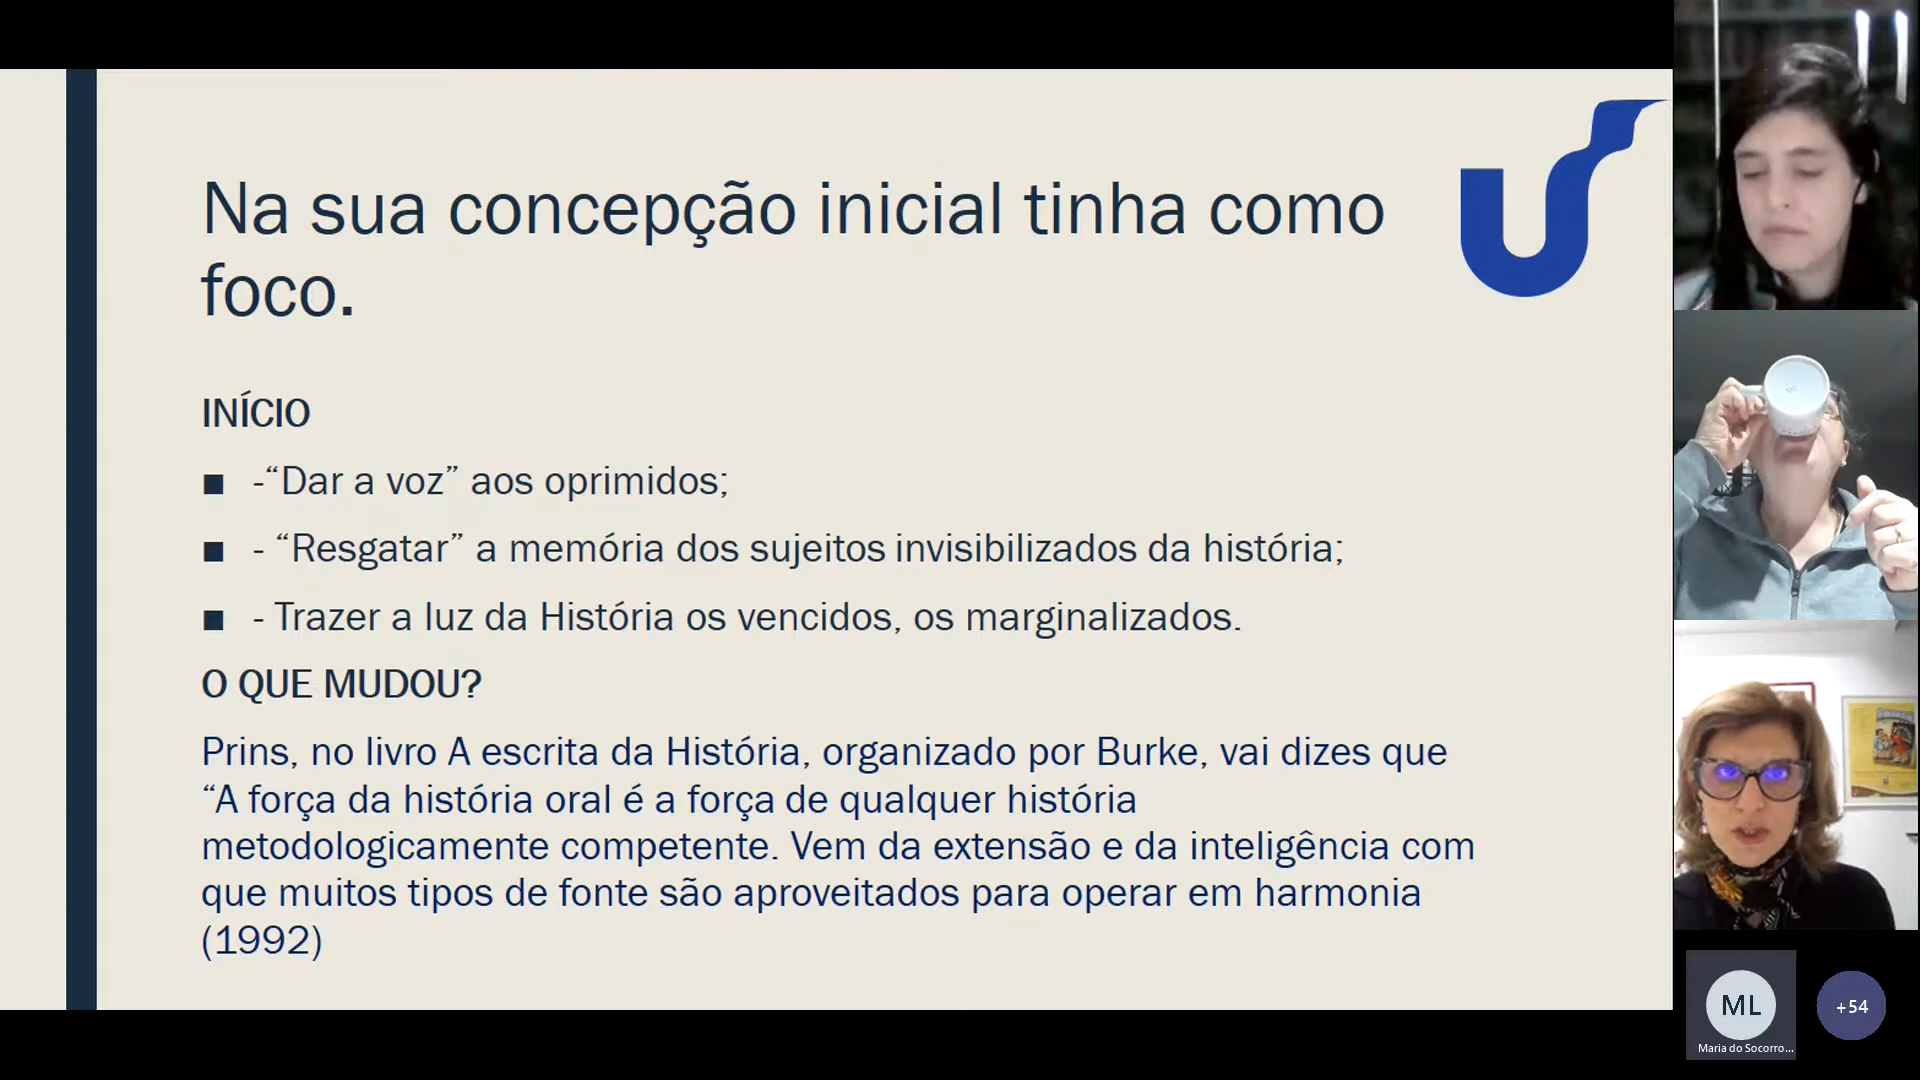 Na sua concepção inicial tinha como
foco.
INÍCIO
■ -“Dar a voz” aos oprimidos;
■ - “Resgatar” a memória dos sujeitos invisibilizados da história;
■ - Trazer a luz da História os vencidos, os marginalizados.
O QUE MUDOU?
Prins, no livro A escrita da História, organizado por Burke, vai dizes que
“A força da história oral é a força de qualquer história
metodologicamente competente. Vem da extensão e da inteligência com
que muitos tipos de fonte são aproveitados para operar em harmonia
(1992)
ML
+54
Maria do Socorro...